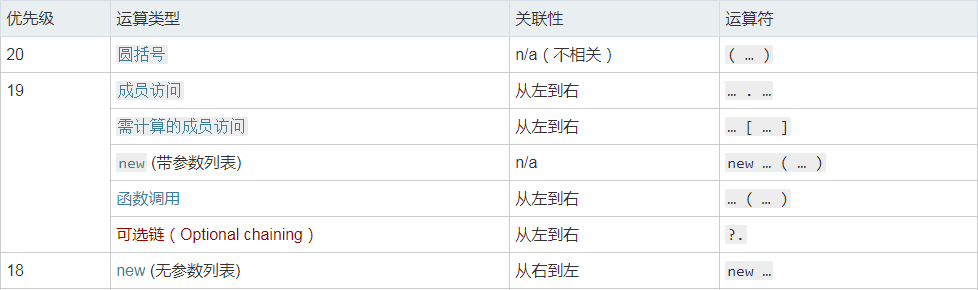 优先级 运算类型 关联性 运算符
20 圆括号 n/a（不相关） ( … )
19 成员访问 从左到右 … . …
需计算的成员访问 从左到右 … [ … ]
new (带参数列表) n/a new … ( … )
函数调用 从左到右 … ( … )
可选链（Optional chaining） 从左到右 ?.
18 new (无参数列表) 从右到左 new …